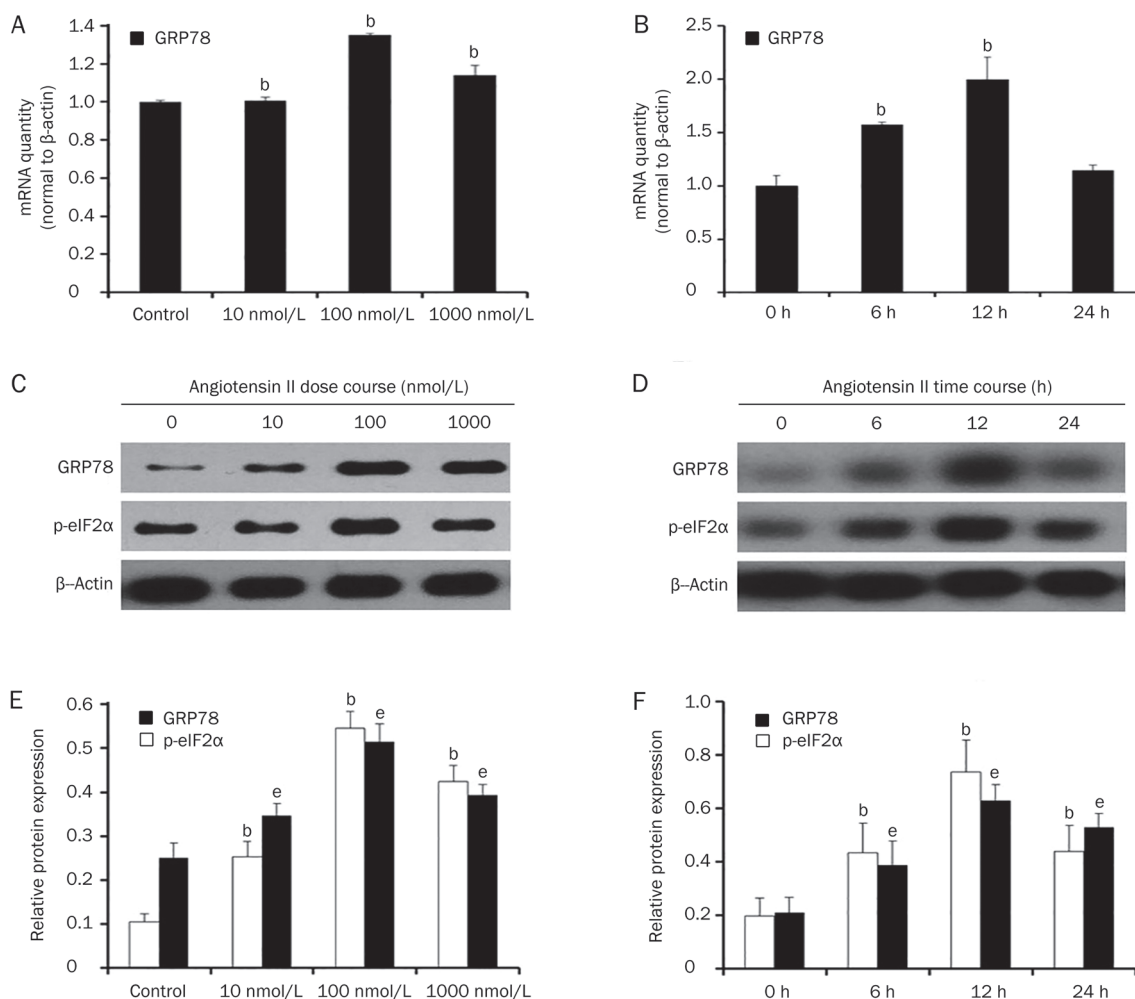 A
GRP78
mRNA quantity
(normal to β-actin)
1.4
1.2
1.0
0.8
0.6
0.4
0.2
0
b
b
b
Control 10 nmol/L 100 nmol/L 1000 nmol/L
B
GRP78
mRNA quantity
(normal to β-actin)
2.5
2.0
1.5
1.0
0.5
0
b
b
0 h 6 h 12 h 24 h
C
Angiotensin II dose course (nmol/L)
0 10 100 1000
GRP78
p-eIF2α
β--Actin
D
Angiotensin II time course (h)
0 6 12 24
GRP78
p-eIF2α
β--Actin
E
GRP78
p-eIF2α
Relative protein expression
0.6
0.5
0.4
0.3
0.2
0.1
0
b e
b e
b e
Control 10 nmol/L 100 nmol/L 1000 nmol/L
F
GRP78
p-eIF2α
Relative protein expression
1.0
0.8
0.6
0.4
0.2
0
b e
b e
b e
0 h 6 h 12 h 24 h